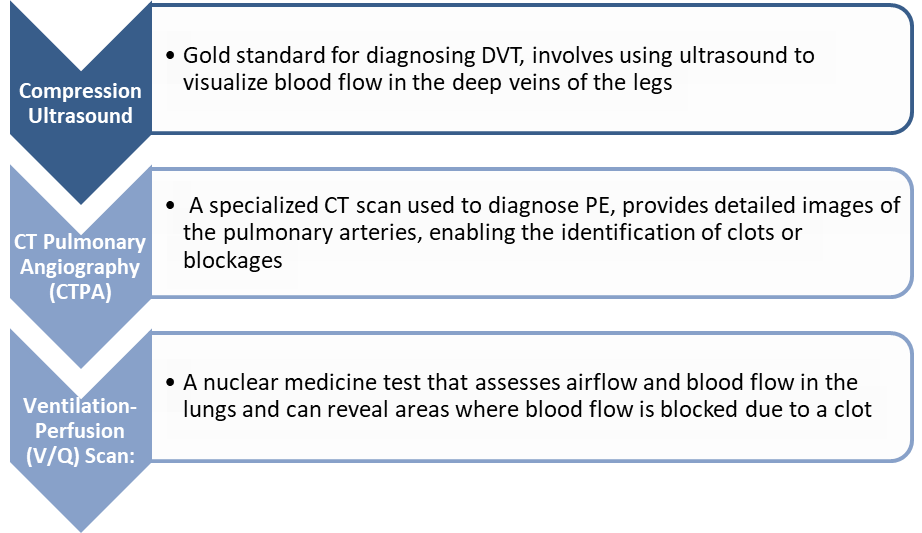 Compression
Ultrasound
• Gold standard for diagnosing DVT, involves using ultrasound to
visualize blood flow in the deep veins of the legs
CT Pulmonary
Angiography
(CTPA)
• A specialized CT scan used to diagnose PE, provides detailed images of
the pulmonary arteries, enabling the identification of clots or
blockages
Ventilation-
Perfusion
(V/Q) Scan:
• A nuclear medicine test that assesses airflow and blood flow in the
lungs and can reveal areas where blood flow is blocked due to a clot